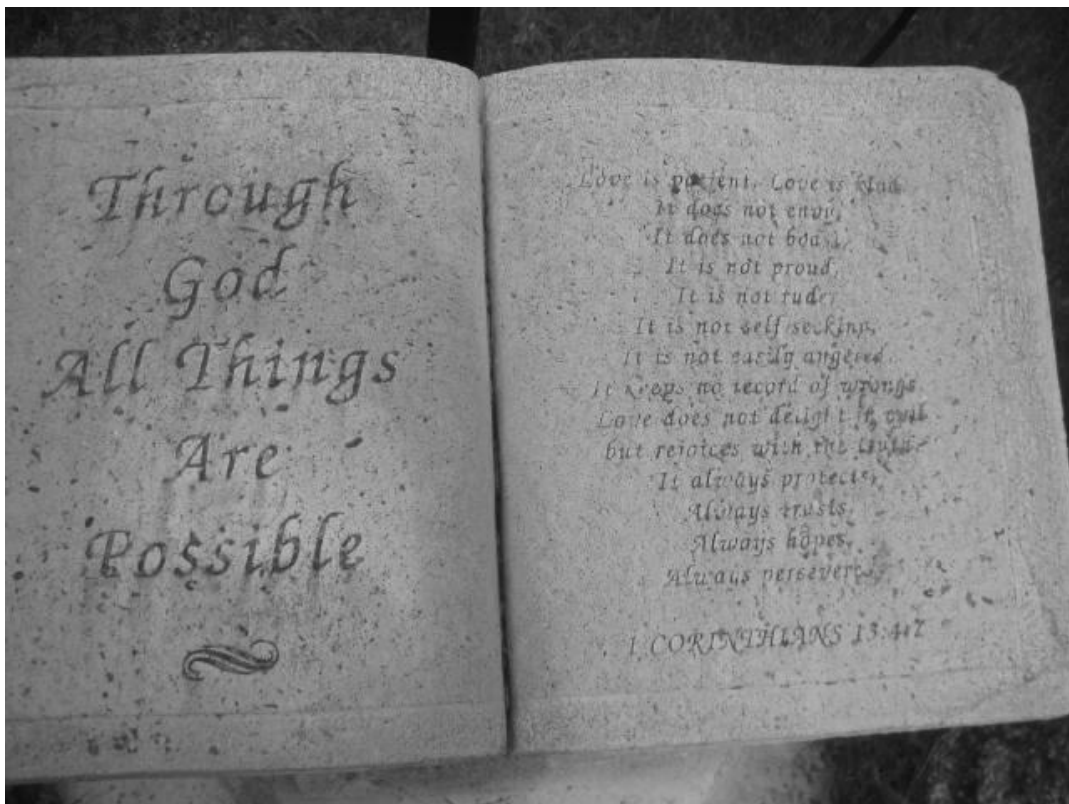 Through
God
All Things
Are
Possible
Love is patient. Love is kind.
It does not envy,
It does not boast,
It is not proud,
It is not rude,
It is not self seeking,
It is not easily angered
It keeps no record of wrongs
Love does not delight in evil
but rejoices with the truth
It always protects,
Always trusts,
Always hopes,
Always perseveres
1 CORINTHIANS 13:4-7